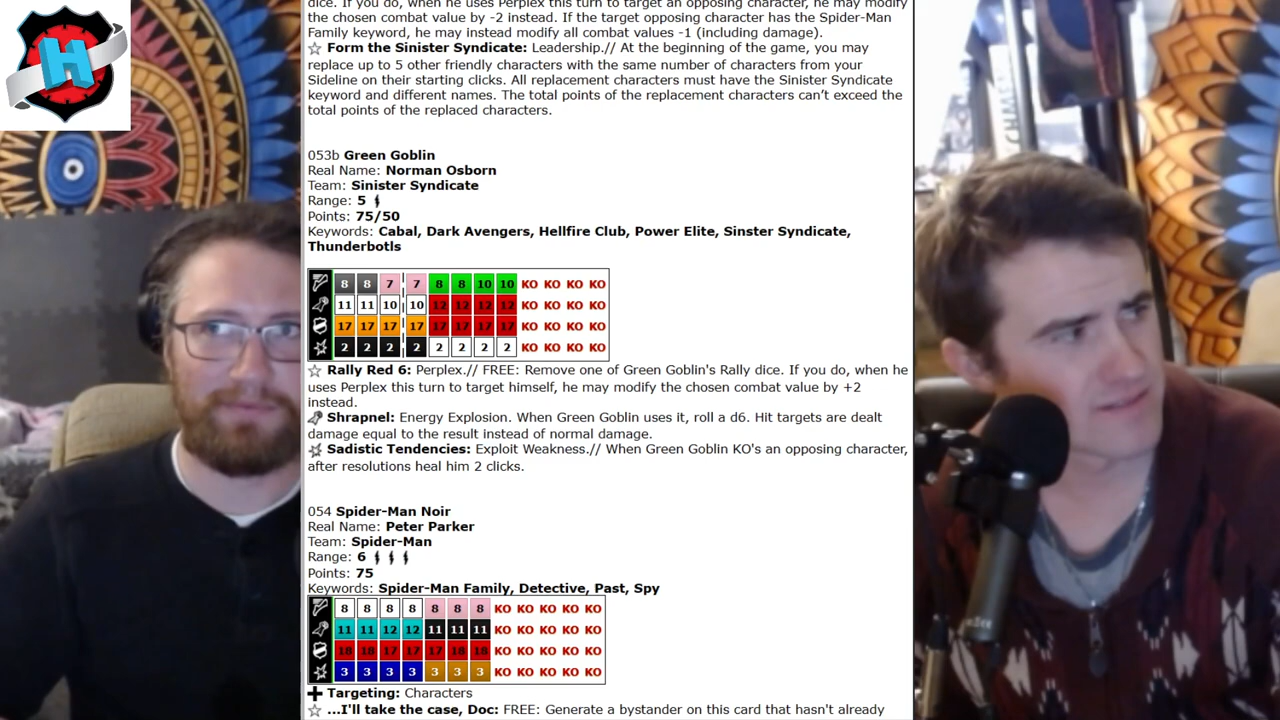 dice. If you do, when he uses Perplex this turn to target an opposing character, he may modify
the chosen combat value by -2 instead. If the target opposing character has the Spider-Man
Family keyword, he may instead modify all combat values -1 (including damage).
Form the Sinister Syndicate: Leadership.// At the beginning of the game, you may
replace up to 5 other friendly characters with the same number of characters from your
Sideline on their starting clicks. All replacement characters must have the Sinister Syndicate
keyword and different names. The total points of the replacement characters can't exceed the
total points of the replaced characters.
053b Green Goblin
Real Name: Norman Osborn
Team: Sinister Syndicate
Range: 5
Points: 75/50
Keywords: Cabal, Dark Avengers, Hellfire Club, Power Elite, Sinster Syndicate,
Thunderbotls
8 8 7 7 8 8 10 10 KO KO KO KO
11 11 10 10 12 12 12 12 KO KO KO KO
17 17 17 17 17 17 17 17 KO KO KO KO
2 2 2 2 2 2 2 2 KO KO KO KO
Rally Red 6: Perplex.// FREE: Remove one of Green Goblin's Rally dice. If you do, when he
uses Perplex this turn to target himself, he may modify the chosen combat value by +2
instead.
Shrapnel: Energy Explosion. When Green Goblin uses it, roll a d6. Hit targets are dealt
damage equal to the result instead of normal damage.
Sadistic Tendencies: Exploit Weakness.// When Green Goblin KO's an opposing character,
after resolutions heal him 2 clicks.
054 Spider-Man Noir
Real Name: Peter Parker
Team: Spider-Man
Range: 6
Points: 75
Keywords: Spider-Man Family, Detective, Past, Spy
8 8 8 8 8 8 8 KO KO KO KO KO
11 11 12 12 11 11 11 KO KO KO KO KO
18 18 17 17 17 18 18 KO KO KO KO KO
3 3 3 3 3 3 3 KO KO KO KO KO
Targeting: Characters
...I'll take the case, Doc: FREE: Generate a bystander on this card that hasn't already
H